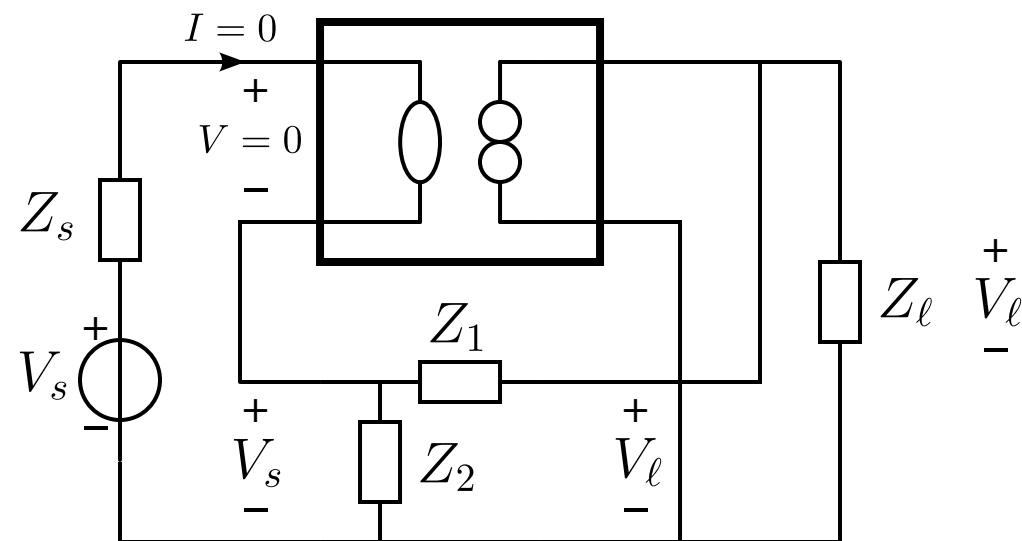 I = 0
+
V = 0
−
Z_s
+
V_s
−
Z_1
Z_ℓ
+
V_ℓ
−
+
V_s
−
Z_2
+
V_ℓ
−